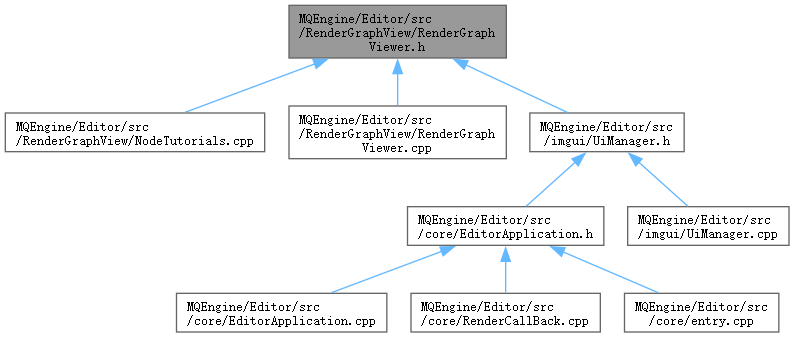 MQEngine/Editor/src
/RenderGraphView/RenderGraph
Viewer.h
MQEngine/Editor/src
/RenderGraphView/NodeTutorials.cpp
MQEngine/Editor/src
/RenderGraphView/RenderGraph
Viewer.cpp
MQEngine/Editor/src
/imgui/UiManager.h
MQEngine/Editor/src
/core/EditorApplication.h
MQEngine/Editor/src
/imgui/UiManager.cpp
MQEngine/Editor/src
/core/EditorApplication.cpp
MQEngine/Editor/src
/core/RenderCallBack.cpp
MQEngine/Editor/src
/core/entry.cpp